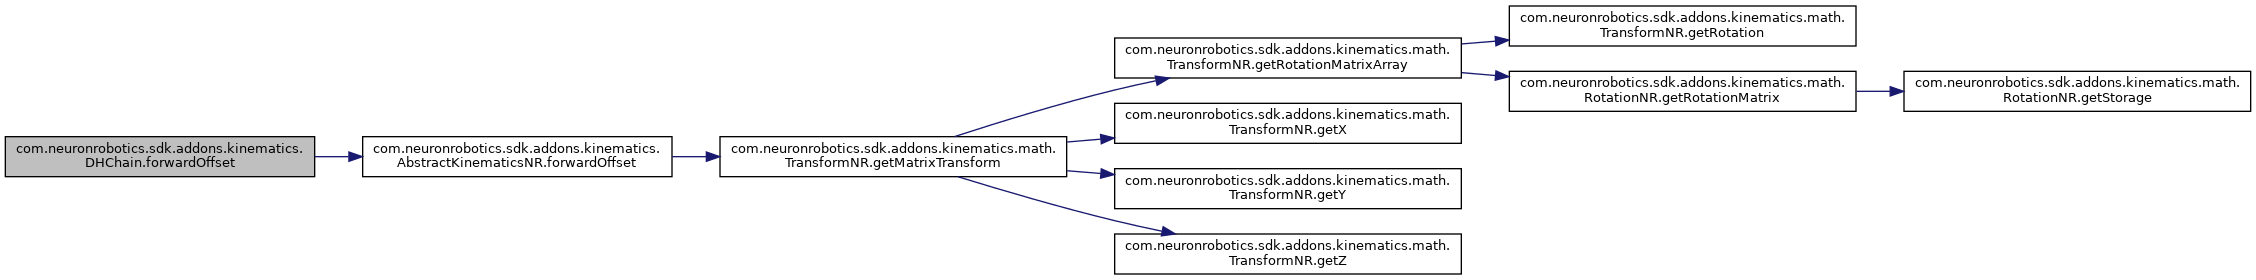 com.neuronrobotics.sdk.addons.kinematics.
DHChain.forwardOffset
com.neuronrobotics.sdk.addons.kinematics.
AbstractKinematicsNR.forwardOffset
com.neuronrobotics.sdk.addons.kinematics.math.
TransformNR.getMatrixTransform
com.neuronrobotics.sdk.addons.kinematics.math.
TransformNR.getRotationMatrixArray
com.neuronrobotics.sdk.addons.kinematics.math.
TransformNR.getX
com.neuronrobotics.sdk.addons.kinematics.math.
TransformNR.getY
com.neuronrobotics.sdk.addons.kinematics.math.
TransformNR.getZ
com.neuronrobotics.sdk.addons.kinematics.math.
TransformNR.getRotation
com.neuronrobotics.sdk.addons.kinematics.math.
RotationNR.getRotationMatrix
com.neuronrobotics.sdk.addons.kinematics.math.
RotationNR.getStorage